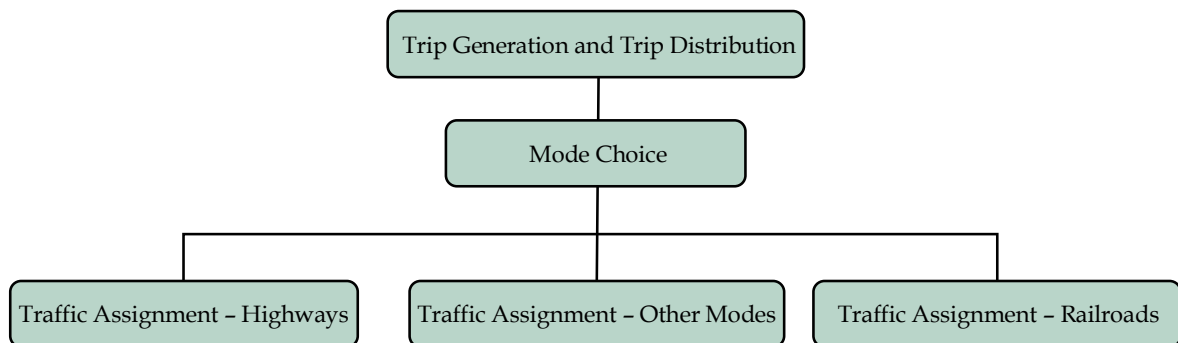 Trip Generation and Trip Distribution
Mode Choice
Traffic Assignment – Highways
Traffic Assignment – Other Modes
Traffic Assignment – Railroads